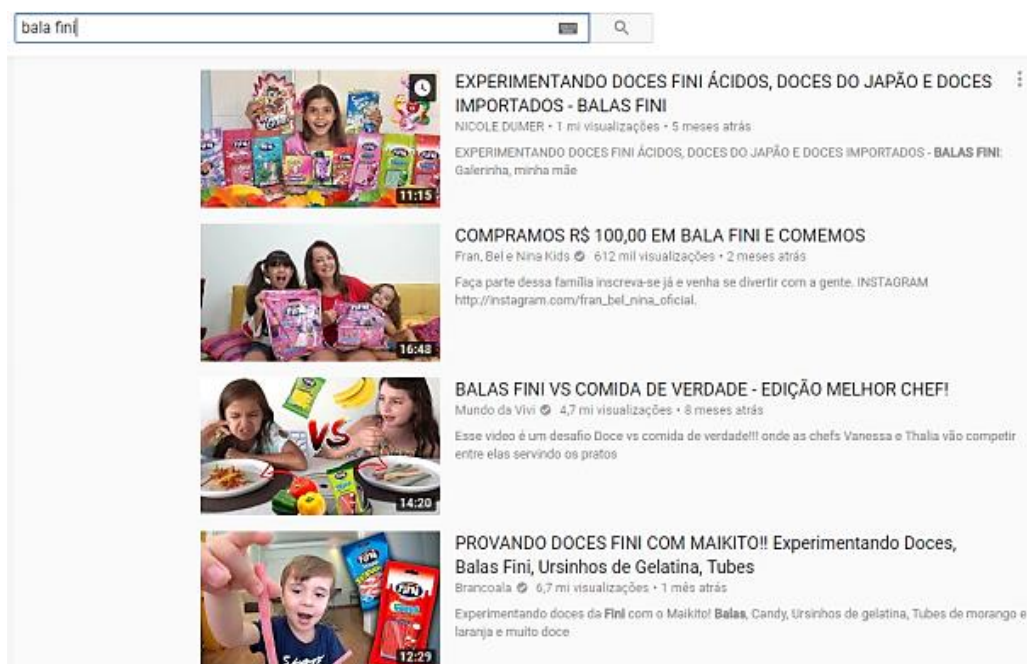 bala fini
EXPERIMENTANDO DOCES FINI ÁCIDOS, DOCES DO JAPÃO E DOCES
IMPORTADOS - BALAS FINI
NICOLE DUMER • 1 mi visualizações • 5 meses atrás
EXPERIMENTANDO DOCES FINI ÁCIDOS, DOCES DO JAPÃO E DOCES IMPORTADOS - BALAS FINI:
Galerinha, minha mãe
11:15
COMPRAMOS R$ 100,00 EM BALA FINI E COMEMOS
Fran, Bel e Nina Kids 612 mil visualizações • 2 meses atrás
Faça parte dessa família inscreva-se já e venha se divertir com a gente. INSTAGRAM
http://instagram.com/fran_bel_nina_oficial.
16:48
BALAS FINI VS COMIDA DE VERDADE - EDIÇÃO MELHOR CHEF!
Mundo da Vivi 4,7 mi visualizações • 8 meses atrás
Esse video é um desafio Doce vs comida de verdade!!! onde as chefs Vanessa e Thalia vão competir
entre elas servindo os pratos
VS
14:20
PROVANDO DOCES FINI COM MAIKITO!! Experimentando Doces,
Balas Fini, Ursinhos de Gelatina, Tubes
Brancoala 6,7 mi visualizações • 1 mês atrás
Experimentando doces da Fini com o Maikito! Balas, Candy, Ursinhos de gelatina, Tubes de morango e
laranja e muito doce
Fini
12:29